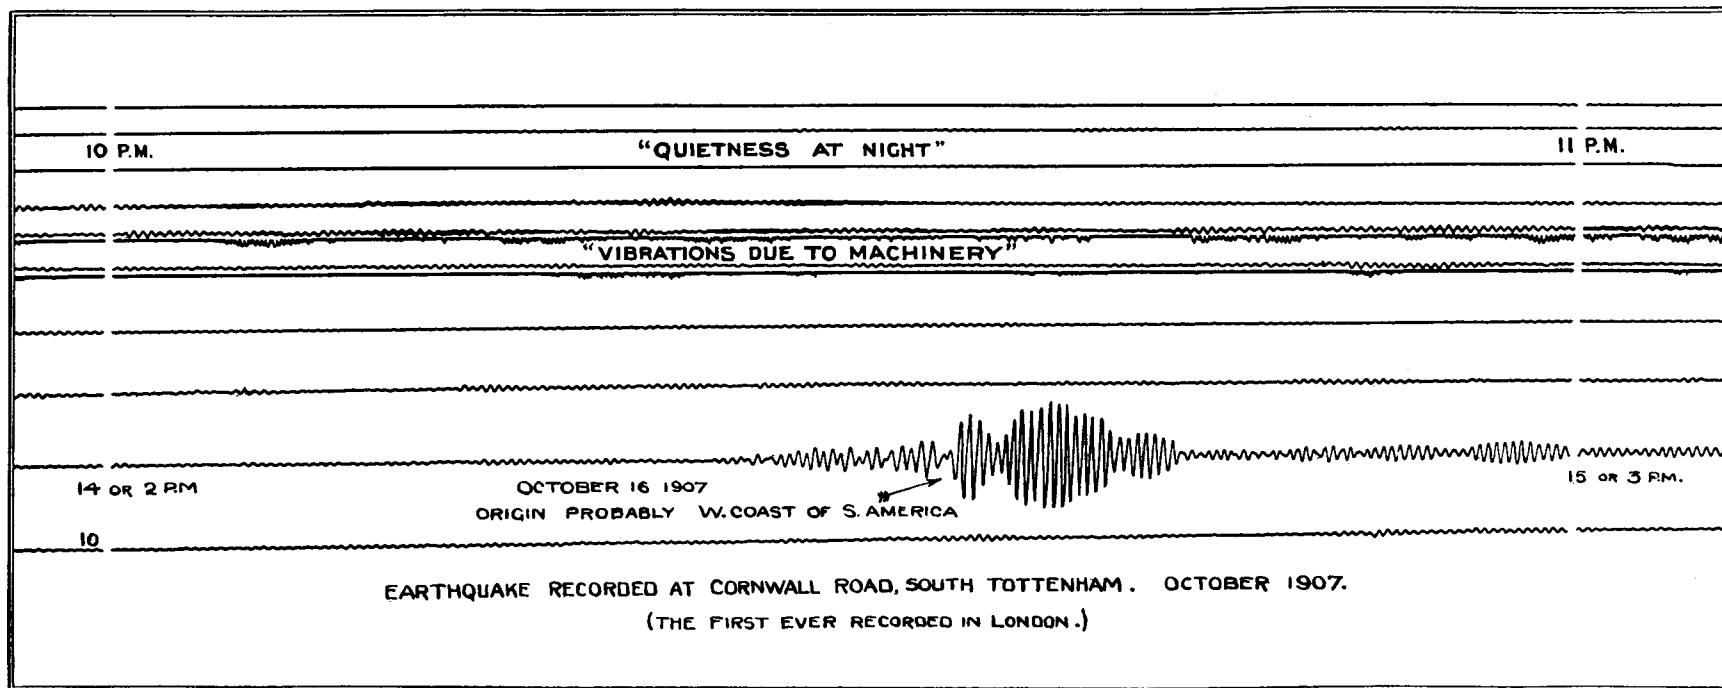 10 P.M. "QUIETNESS AT NIGHT" 11 P.M.
"VIBRATIONS DUE TO MACHINERY"
14 OR 2 P.M OCTOBER 16 1907 15 OR 3 P.M.
ORIGIN PROBABLY W. COAST OF S. AMERICA
10
EARTHQUAKE RECORDED AT CORNWALL ROAD, SOUTH TOTTENHAM. OCTOBER 1907.
(THE FIRST EVER RECORDED IN LONDON.)